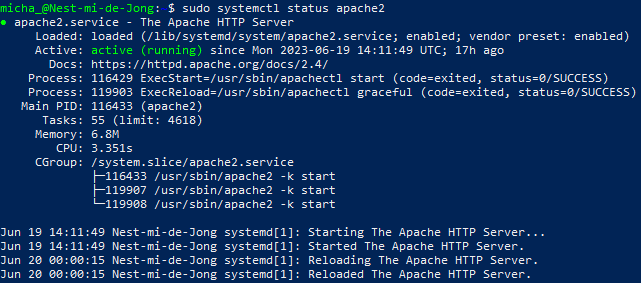 micha_@Nest-mi-de-Jong: $ sudo systemctl status apache2
● apache2.service - The Apache HTTP Server
Loaded: loaded (/lib/systemd/system/apache2.service; enabled; vendor preset: enabled)
Active: active (running) since Mon 2023-06-19 14:11:49 UTC; 17h ago
Docs: https://httpd.apache.org/docs/2.4/
Process: 116429 ExecStart=/usr/sbin/apachectl start (code=exited, status=0/SUCCESS)
Process: 119903 ExecReload=/usr/sbin/apachectl graceful (code=exited, status=0/SUCCESS)
Main PID: 116433 (apache2)
Tasks: 55 (limit: 4618)
Memory: 6.8M
CPU: 3.351s
CGroup: /system.slice/apache2.service
├─116433 /usr/sbin/apache2 -k start
├─119907 /usr/sbin/apache2 -k start
└─119908 /usr/sbin/apache2 -k start

Jun 19 14:11:49 Nest-mi-de-Jong systemd[1]: Starting The Apache HTTP Server...
Jun 19 14:11:49 Nest-mi-de-Jong systemd[1]: Started The Apache HTTP Server.
Jun 20 00:00:15 Nest-mi-de-Jong systemd[1]: Reloading The Apache HTTP Server.
Jun 20 00:00:15 Nest-mi-de-Jong systemd[1]: Reloaded The Apache HTTP Server.